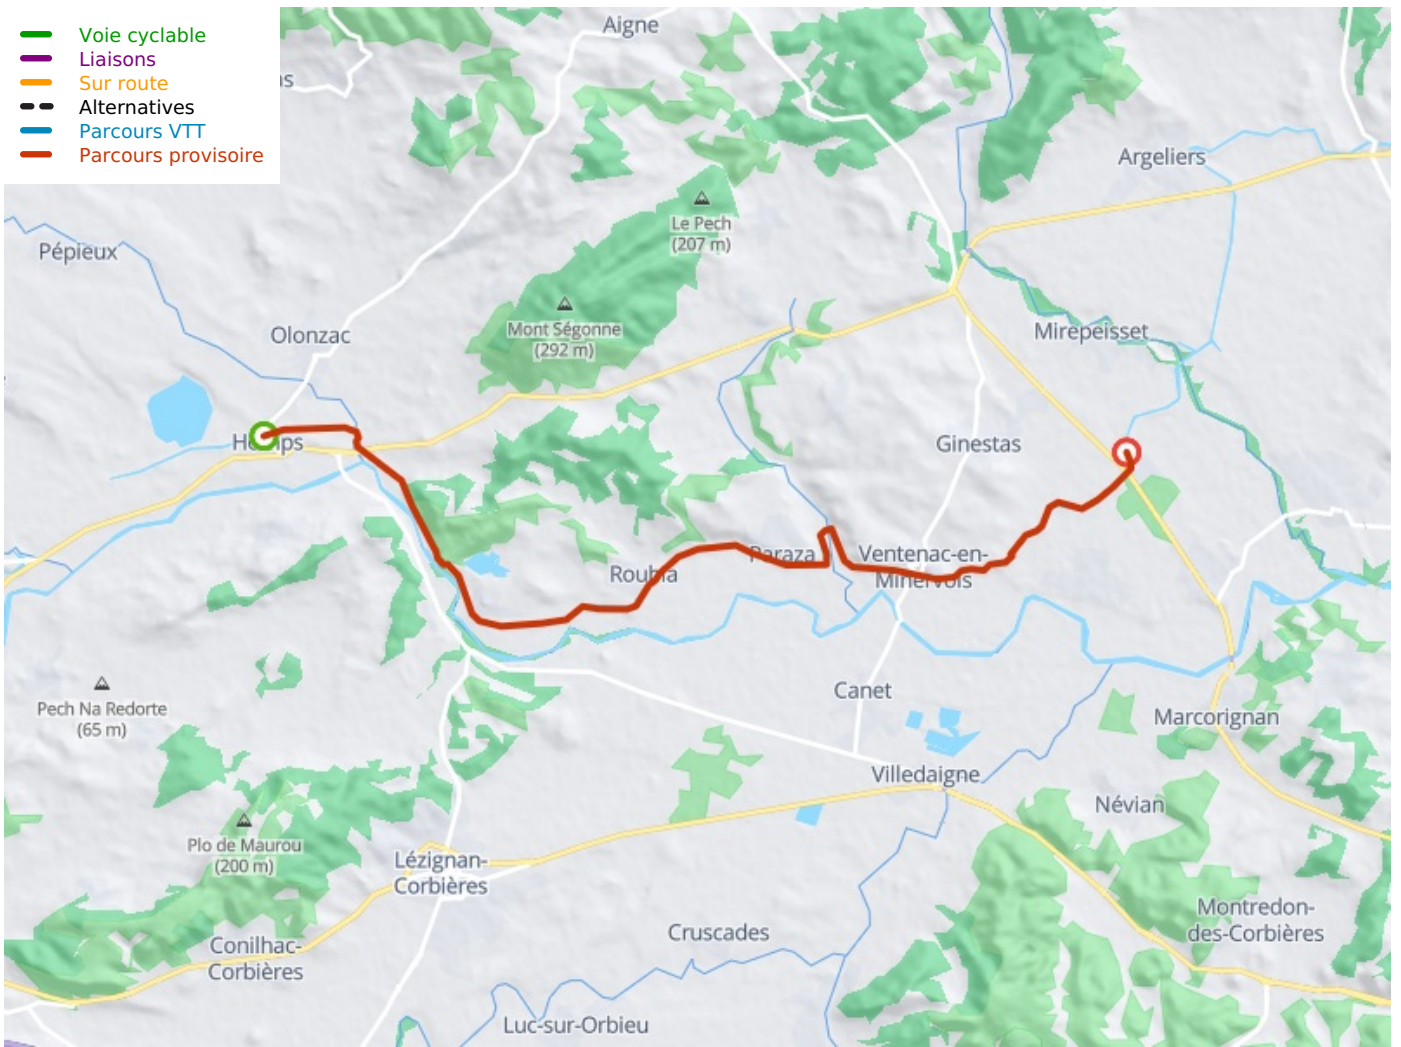 Voie cyclable
Liaisons
Sur route
Alternatives
Parcours VTT
Parcours provisoire
Aigne
Argeliers
Le Pech
(207 m)
Pépieux
Mont Ségonne
(292 m)
Olonzac
Mirepeisset
Ginestas
Paraza
Ventenac-en-
Minervois
Roubia
Pech Na Redorte
(65 m)
Canet
Marcorignan
Villedaigne
Névian
Plo de Maurou
(200 m)
Lézignan-
Corbières
Montredon-
des-Corbières
Cruscades
Conilhac-
Corbières
Luc-sur-Orbieu